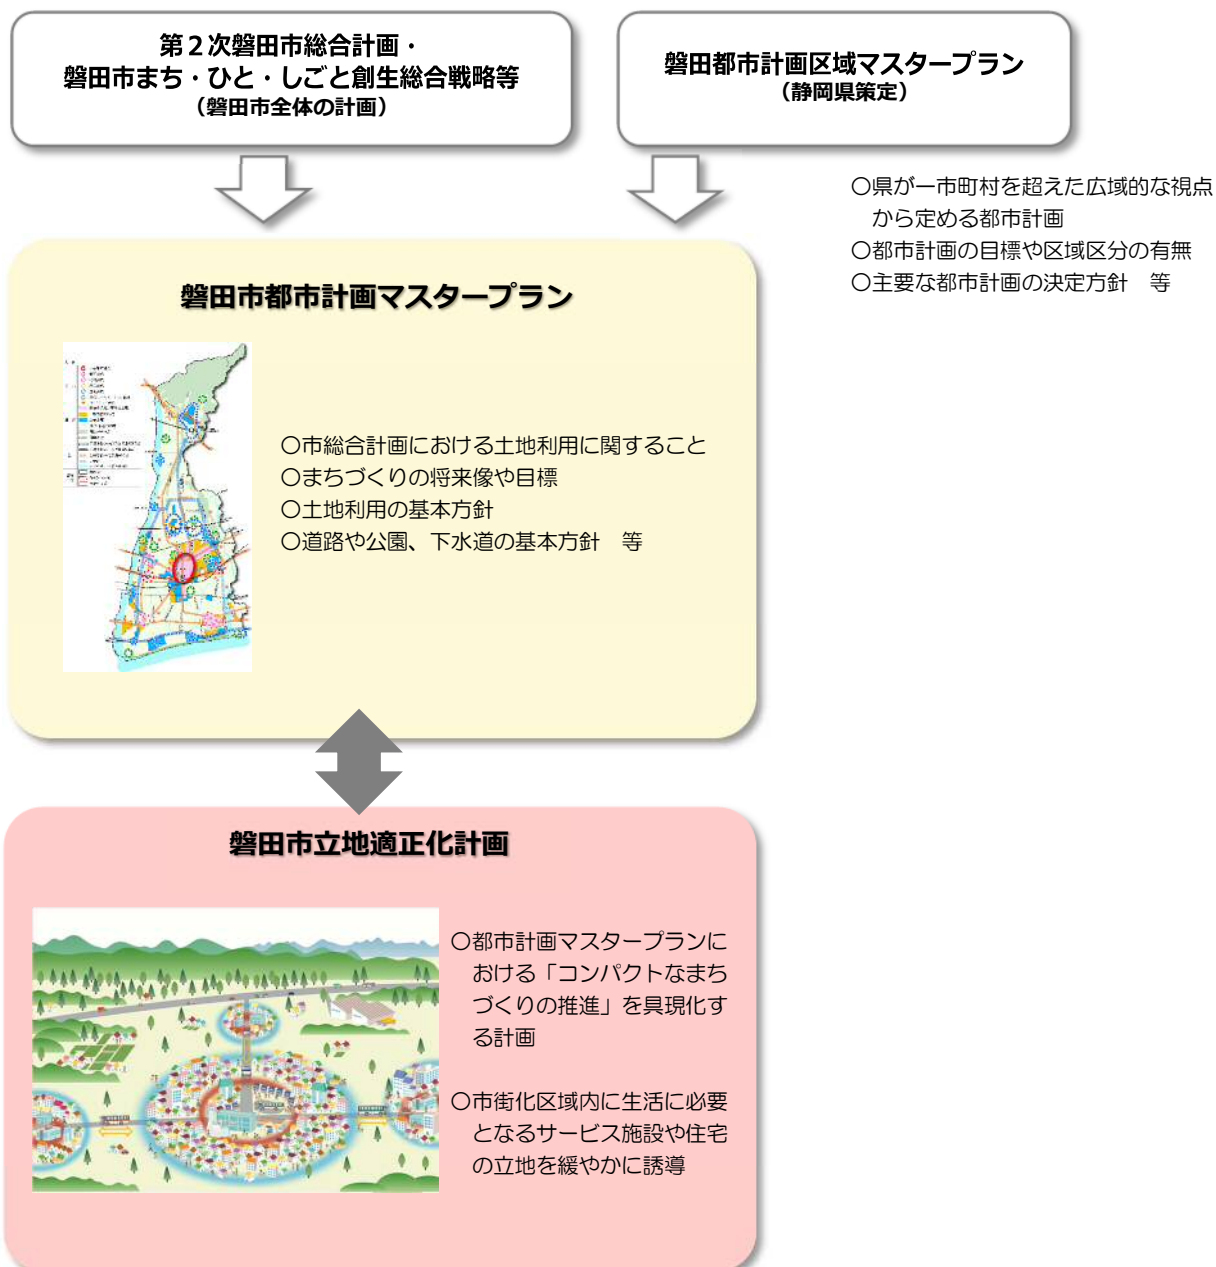 第２次磐田市総合計画・
磐田市まち・ひと・しごと創生総合戦略等
（磐田市全体の計画）
磐田都市計画区域マスタープラン
（静岡県策定）
○県が一市町村を超えた広域的な視点
から定める都市計画
○都市計画の目標や区域区分の有無
○主要な都市計画の決定方針　等
磐田市都市計画マスタープラン
○市総合計画における土地利用に関すること
○まちづくりの将来像や目標
○土地利用の基本方針
○道路や公園、下水道の基本方針　等
磐田市立地適正化計画
○都市計画マスタープランに
おける「コンパクトなまち
づくりの推進」を具現化す
る計画
○市街化区域内に生活に必要
となるサービス施設や住宅
の立地を緩やかに誘導